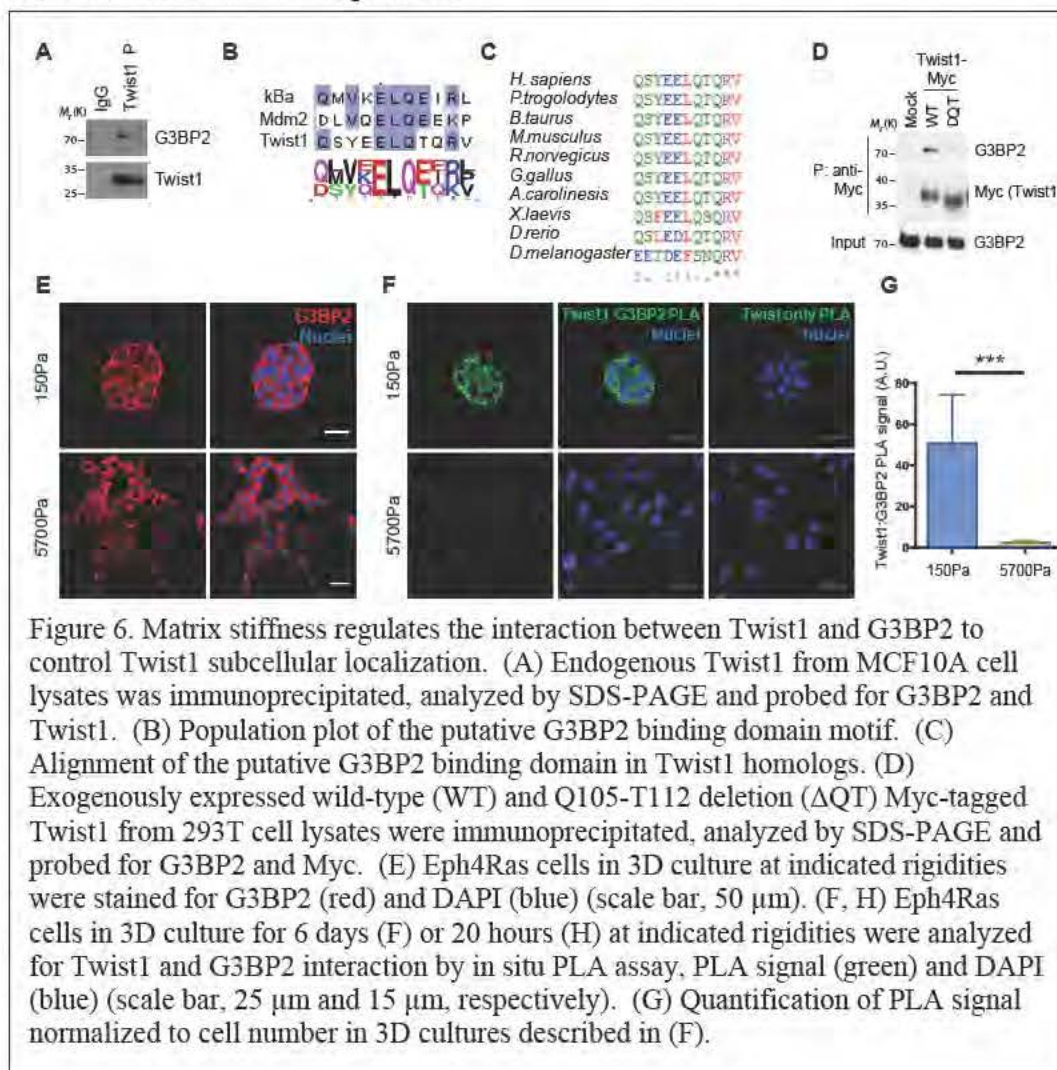 A
IgG
Twist1 P
Mr(K)
70-
G3BP2
35-
25-
Twist1
B
kBa QMVKELQEIRL
Mdm2 DLVQELQEEKP
Twist1 QSYEELQTQRV
C
H.sapiens QSYEELQTQRV
P.trogolodytes QSYEELQTQRV
B.taurus QSYEELQTQRV
M.musculus QSYEELQTQRV
R.norvegicus QSYEELQTQRV
G.gallus QSYEELQTQRV
A.carolinesis QSYEELQTQRV
X.laevis QSFEELQSQRV
D.rerio QSLEDLQTQRV
D.melanogaster EETDEFSNQRV
D
Twist1-
Myc
Mock
WT
DQT
Mr(K)
70-
G3BP2
P: anti-
Myc
40-
35-
Myc (Twist1
Input
70-
G3BP2
E
G3BP2
Nuclei
150Pa
5700Pa
F
Twist1 G3BP2 PLA
Nuclei
Twist only PLA
Nuclei
150Pa
5700Pa
G
Twist1:G3BP2 PLA signal (A.U.)
***
80
60
40
20
0
150Pa 5700Pa
Figure 6. Matrix stiffness regulates the interaction between Twist1 and G3BP2 to
control Twist1 subcellular localization. (A) Endogenous Twist1 from MCF10A cell
lysates was immunoprecipitated, analyzed by SDS-PAGE and probed for G3BP2 and
Twist1. (B) Population plot of the putative G3BP2 binding domain motif. (C)
Alignment of the putative G3BP2 binding domain in Twist1 homologs. (D)
Exogenously expressed wild-type (WT) and Q105-T112 deletion (ΔQT) Myc-tagged
Twist1 from 293T cell lysates were immunoprecipitated, analyzed by SDS-PAGE and
probed for G3BP2 and Myc. (E) Eph4Ras cells in 3D culture at indicated rigidities
were stained for G3BP2 (red) and DAPI (blue) (scale bar, 50 μm). (F, H) Eph4Ras
cells in 3D culture for 6 days (F) or 20 hours (H) at indicated rigidities were analyzed
for Twist1 and G3BP2 interaction by in situ PLA assay, PLA signal (green) and DAPI
(blue) (scale bar, 25 μm and 15 μm, respectively). (G) Quantification of PLA signal
normalized to cell number in 3D cultures described in (F).